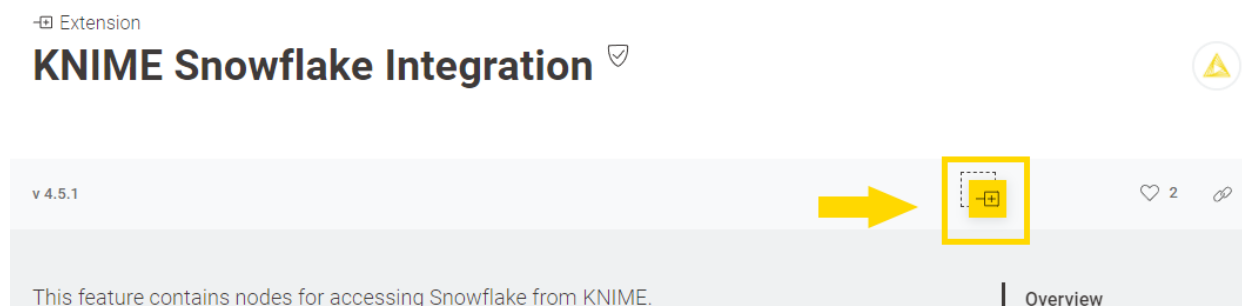 Extension
KNIME Snowflake Integration
v 4.5.1
2
This feature contains nodes for accessing Snowflake from KNIME.
Overview